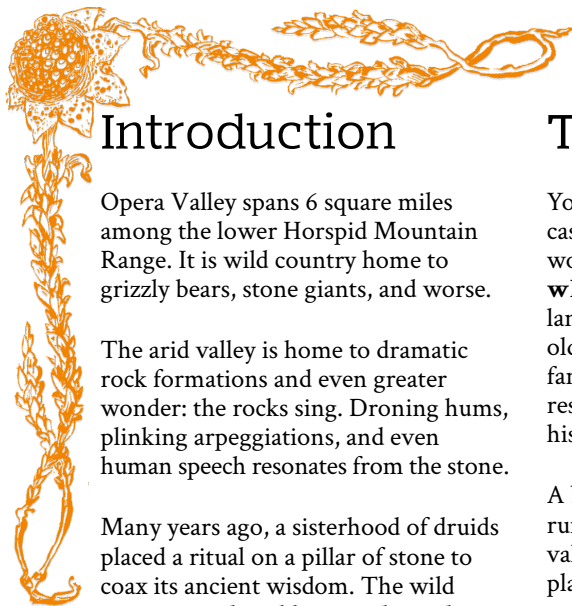 Introduction
Opera Valley spans 6 square miles
among the lower Horspid Mountain
Range. It is wild country home to
grizzly bears, stone giants, and worse.
The arid valley is home to dramatic
rock formations and even greater
wonder: the rocks sing. Droning hums,
plinking arpeggiations, and even
human speech resonates from the stone.
Many years ago, a sisterhood of druids
placed a ritual on a pillar of stone to
coax its ancient wisdom. The wild